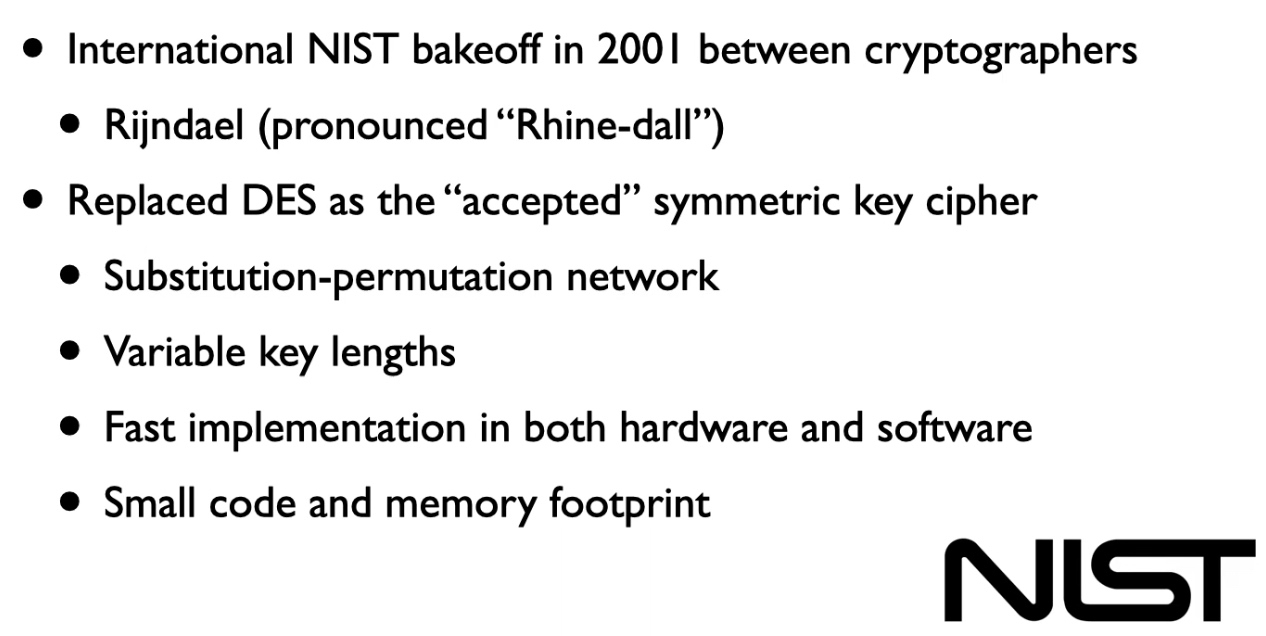 • International NIST bakeoff in 2001 between cryptographers
• Rijndael (pronounced “Rhine-dall”)
• Replaced DES as the “accepted” symmetric key cipher
• Substitution-permutation network
• Variable key lengths
• Fast implementation in both hardware and software
• Small code and memory footprint
NIST